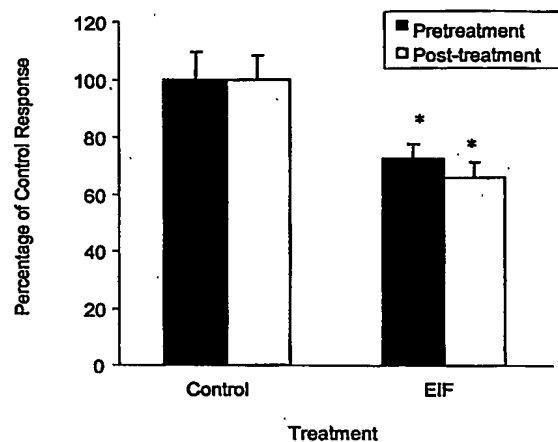 Percentage of Control Response
120
100
80
60
40
20
0
Pretreatment
Post-treatment
*
*
Control
EIF
Treatment